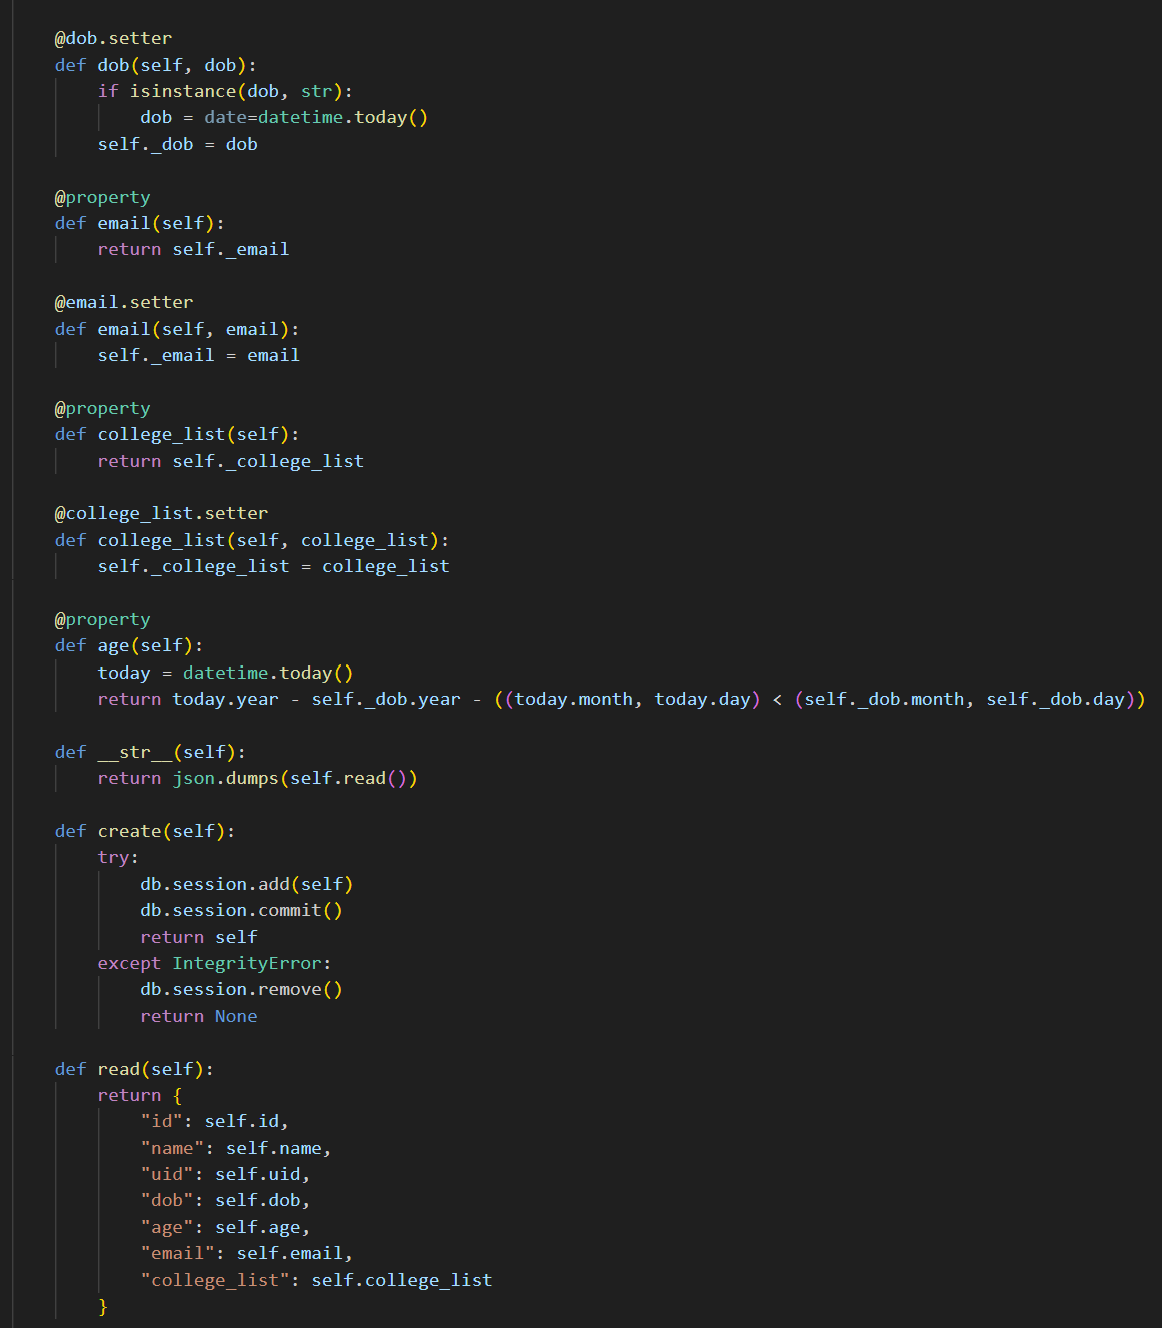 @dob.setter
def dob(self, dob):
    if isinstance(dob, str):
        dob = date=datetime.today()
    self._dob = dob

@property
def email(self):
    return self._email

@email.setter
def email(self, email):
    self._email = email

@property
def college_list(self):
    return self._college_list

@college_list.setter
def college_list(self, college_list):
    self._college_list = college_list

@property
def age(self):
    today = datetime.today()
    return today.year - self._dob.year - ((today.month, today.day) < (self._dob.month, self._dob.day))

def __str__(self):
    return json.dumps(self.read())

def create(self):
    try:
        db.session.add(self)
        db.session.commit()
        return self
    except IntegrityError:
        db.session.remove()
        return None

def read(self):
    return {
        "id": self.id,
        "name": self.name,
        "uid": self.uid,
        "dob": self.dob,
        "age": self.age,
        "email": self.email,
        "college_list": self.college_list
    }